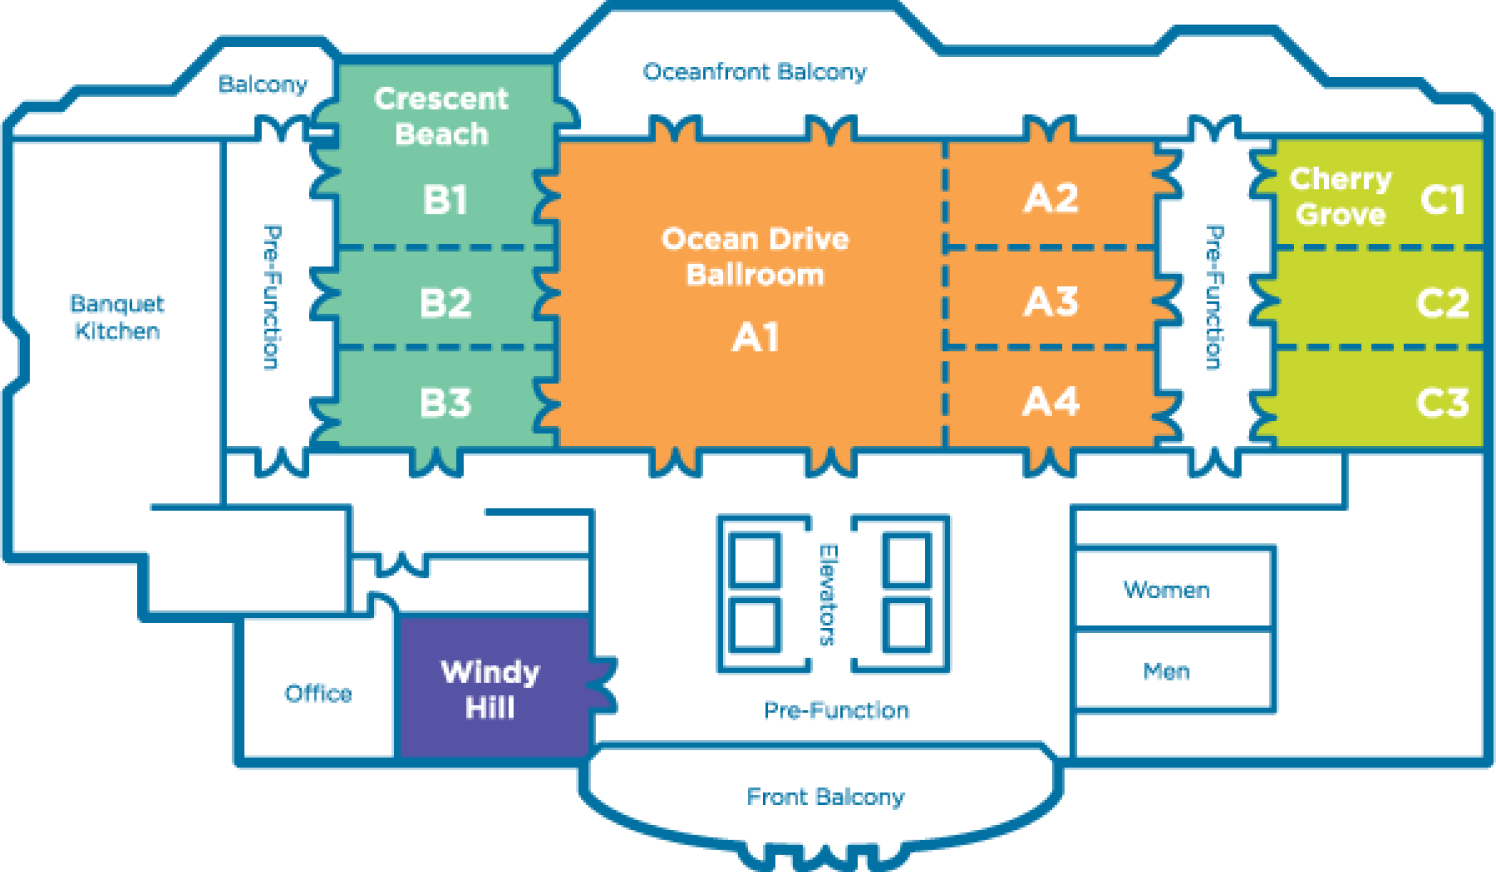 Balcony
Oceanfront Balcony
Crescent
Beach
B1
B2
B3
Ocean Drive
Ballroom
A1
A2
A3
A4
Cherry
Grove
C1
C2
C3
Pre-Function
Pre-Function
Banquet
Kitchen
Elevators
Women
Men
Office
Windy
Hill
Pre-Function
Front Balcony